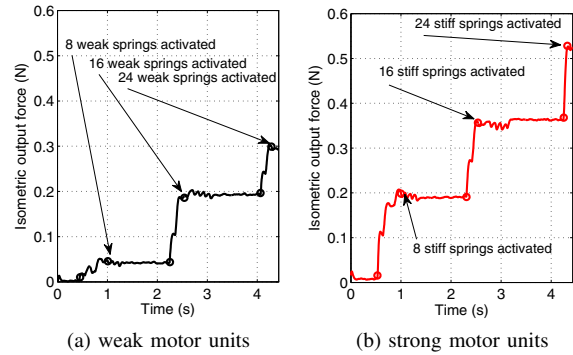 0.6
0.5
0.4
0.3
0.2
0.1
0
0 1 2 3 4
Isometric output force (N)
Time (s)
8 weak springs activated
16 weak springs activated
24 weak springs activated
(a) weak motor units
0.6
0.5
0.4
0.3
0.2
0.1
0
0 1 2 3 4
Isometric output force (N)
Time (s)
24 stiff springs activated
16 stiff springs activated
8 stiff springs activated
(b) strong motor units